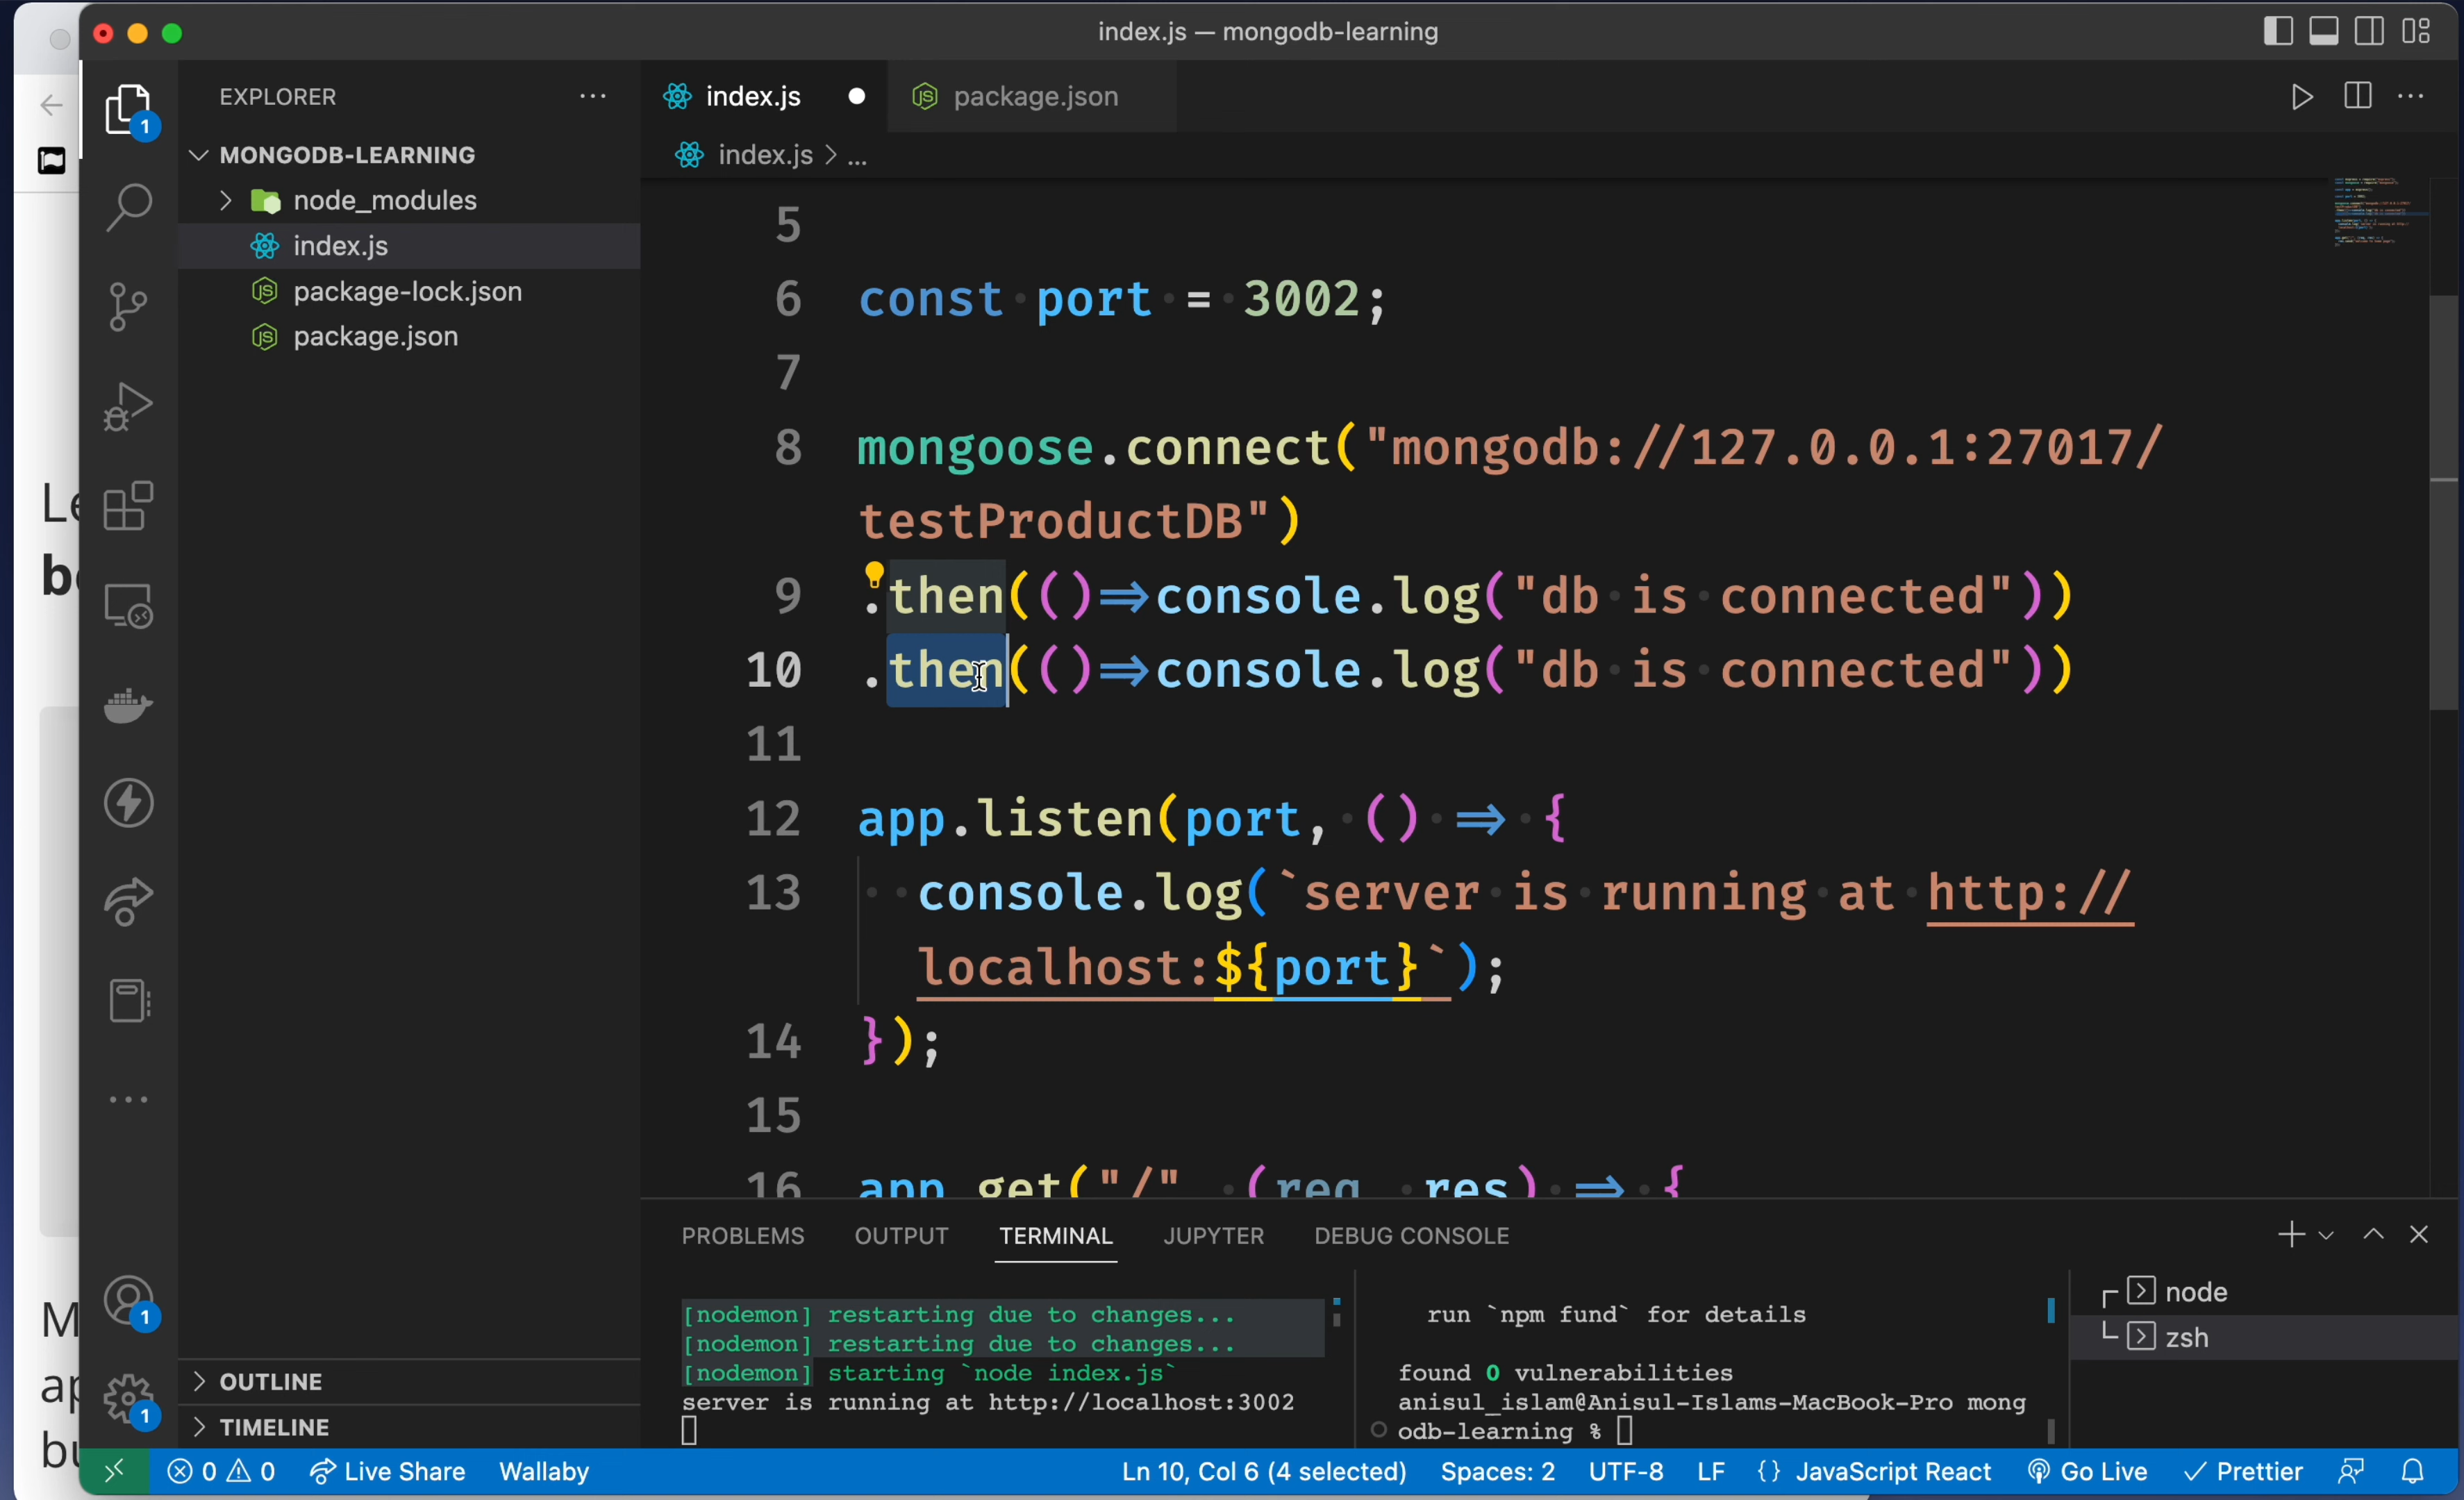 index.js — mongodb-learning
EXPLORER
MONGODB-LEARNING
node_modules
index.js
package-lock.json
package.json
OUTLINE
TIMELINE
index.js
package.json
index.js > ...
5
6 const port = 3002;
7
8 mongoose.connect("mongodb://127.0.0.1:27017/
testProductDB")
9 .then(()=>console.log("db is connected"))
10 .then(()=>console.log("db is connected"))
11
12 app.listen(port, () => {
13 console.log(`server is running at http://
localhost:${port}`);
14 });
15
16 app.get("/", (req, res) => {
PROBLEMS OUTPUT TERMINAL JUPYTER DEBUG CONSOLE
[nodemon] restarting due to changes...
[nodemon] restarting due to changes...
[nodemon] starting `node index.js`
server is running at http://localhost:3002
run `npm fund` for details
found 0 vulnerabilities
anisul_islam@Anisul-Islams-MacBook-Pro mong
odb-learning %
node
zsh
0 0 Live Share Wallaby Ln 10, Col 6 (4 selected) Spaces: 2 UTF-8 LF {} JavaScript React Go Live Prettier
1
1
1